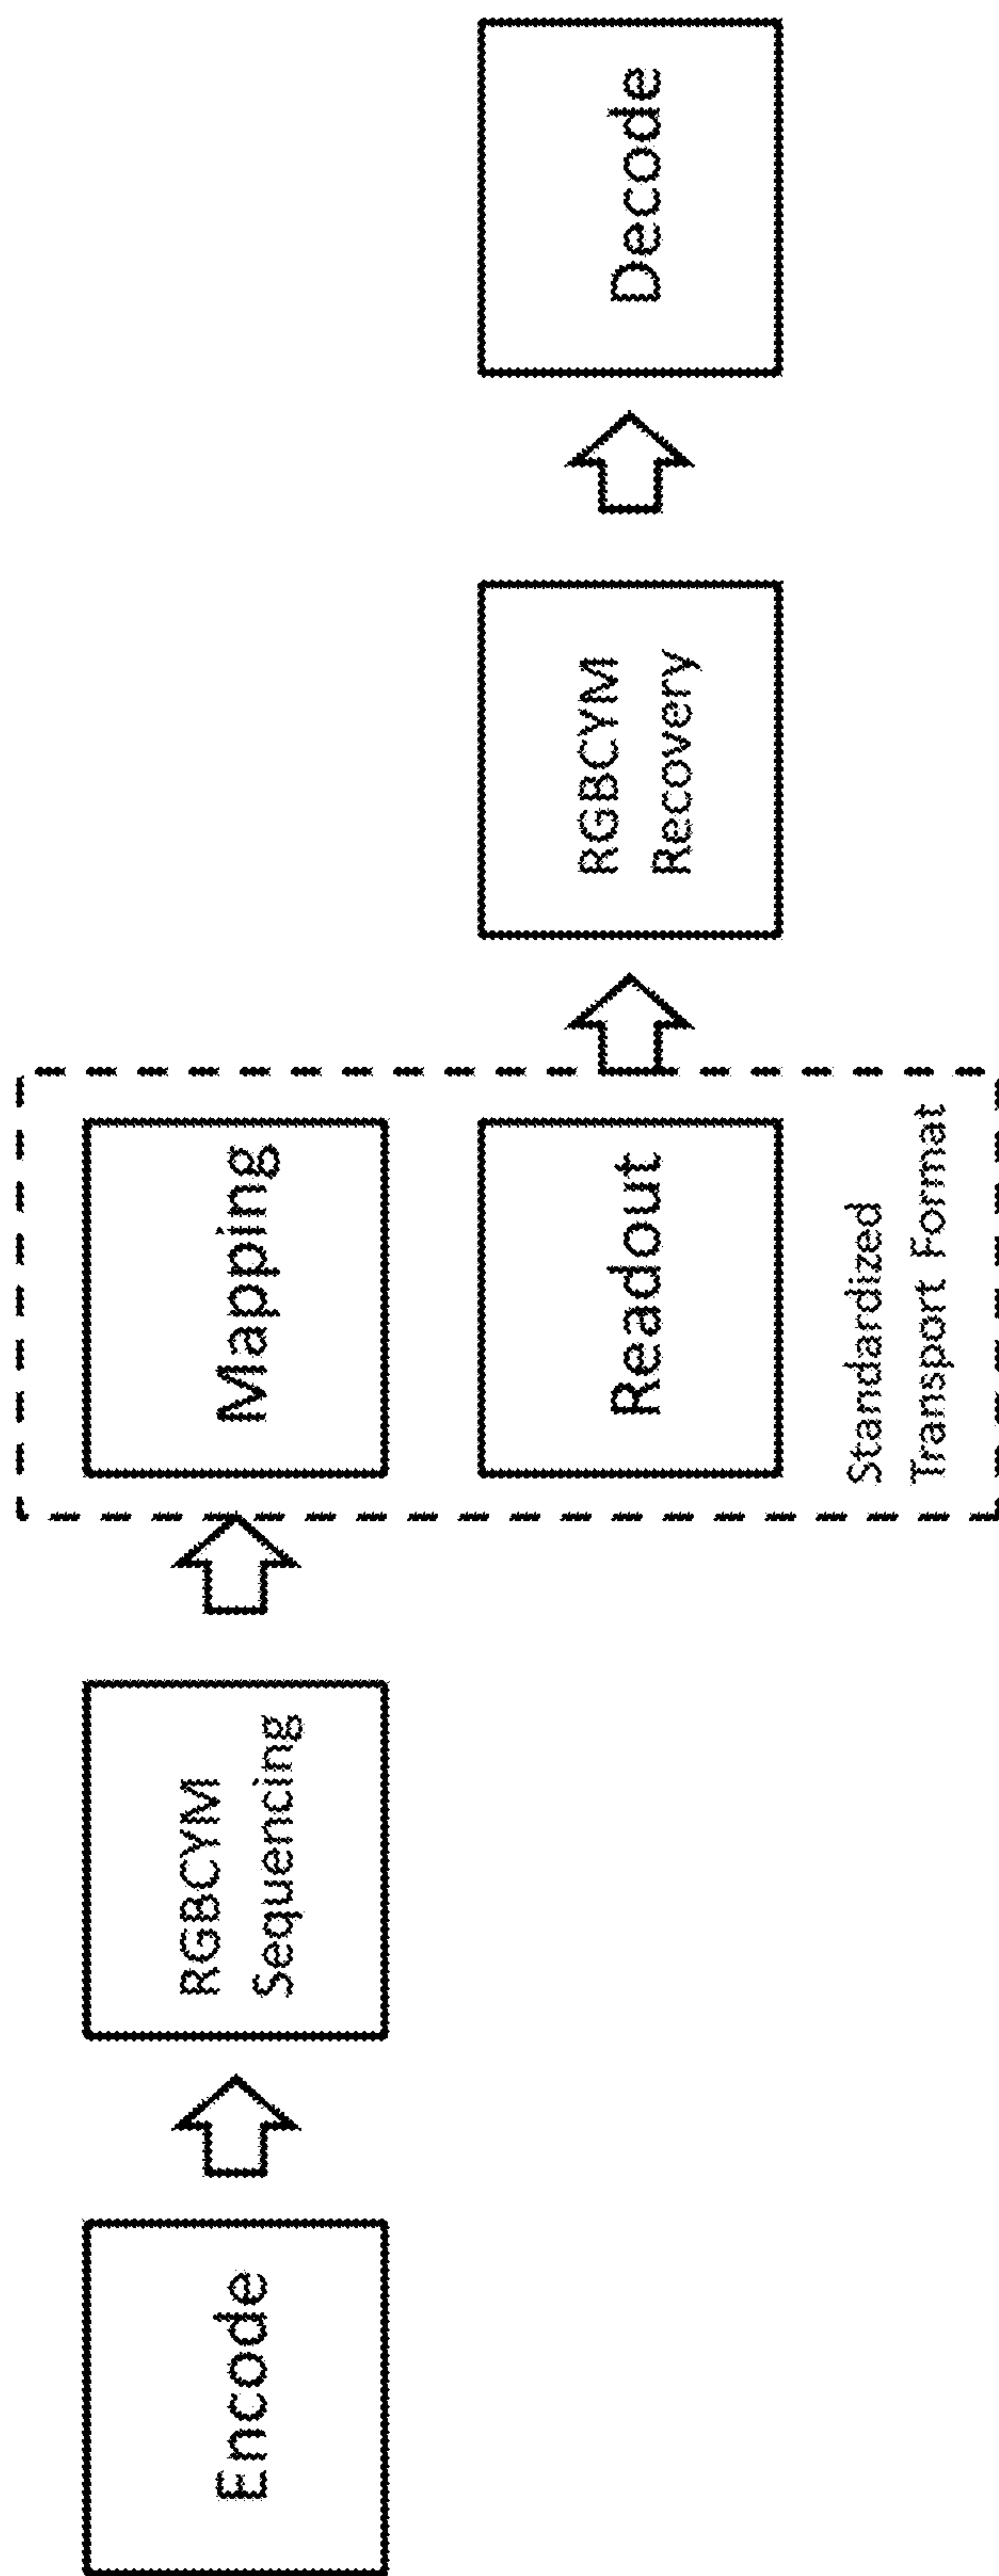 Encode
RGBCYM
Sequencing
Mapping
Readout
Standardized
Transport Format
RGBCYM
Recovery
Decode